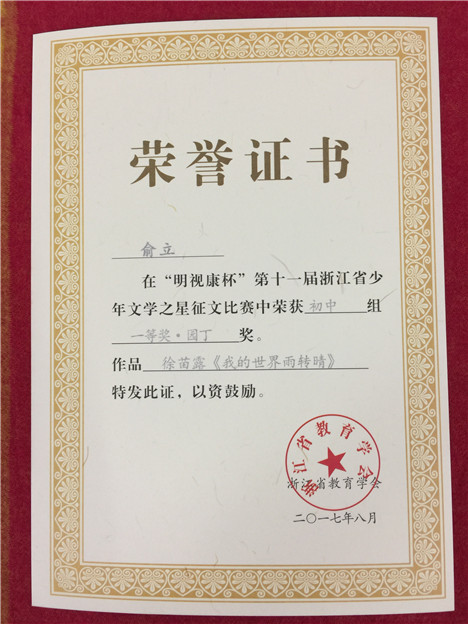 荣誉证书
俞立
在“明视康杯”第十一届浙江省少
年文学之星征文比赛中荣获初中组
一等奖·园丁奖。
作品 徐苗露《我的世界雨转晴》
特发此证，以资鼓励。
浙江省教育学会
浙江省教育学会
二〇一七年八月